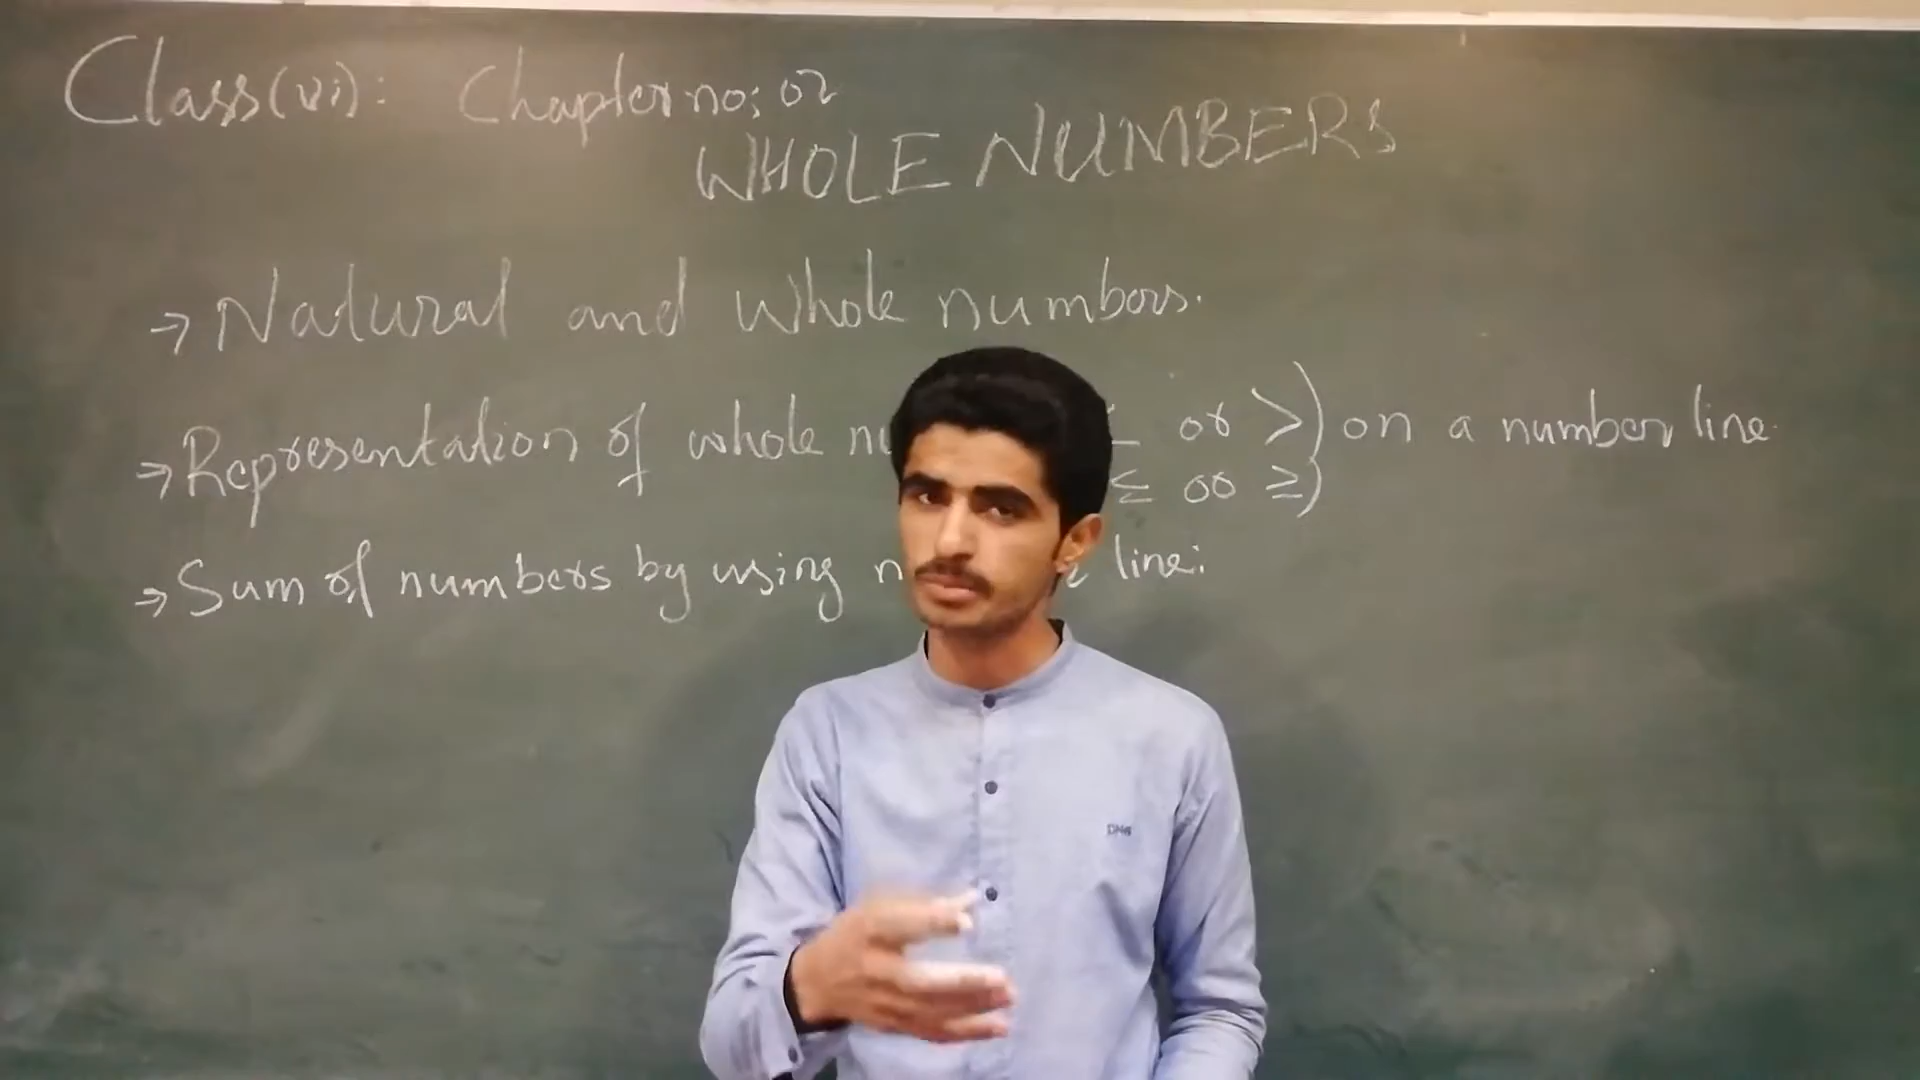 Class(vi): Chapter no: 02
WHOLE NUMBERS
→ Natural and whole numbers.
→ Representation of whole or >) on a number line.
≤ or ≥)
→ Sum of numbers by using line: